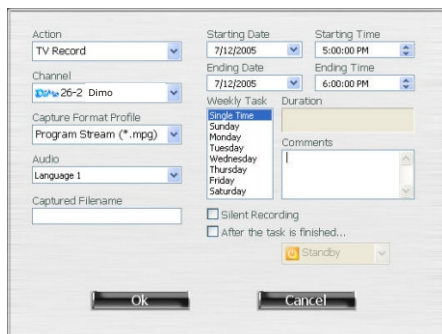 Action
TV Record
Channel
Dimo 26-2 Dimo
Capture Format Profile
Program Stream (*.mpg)
Audio
Language 1
Captured Filename
Starting Date
7/12/2005
Starting Time
5:00:00 PM
Ending Date
7/12/2005
Ending Time
6:00:00 PM
Weekly Task
Single Time
Sunday
Monday
Tuesday
Wednesday
Thursday
Friday
Saturday
Duration
Comments
Silent Recording
After the task is finished...
Standby
Ok
Cancel